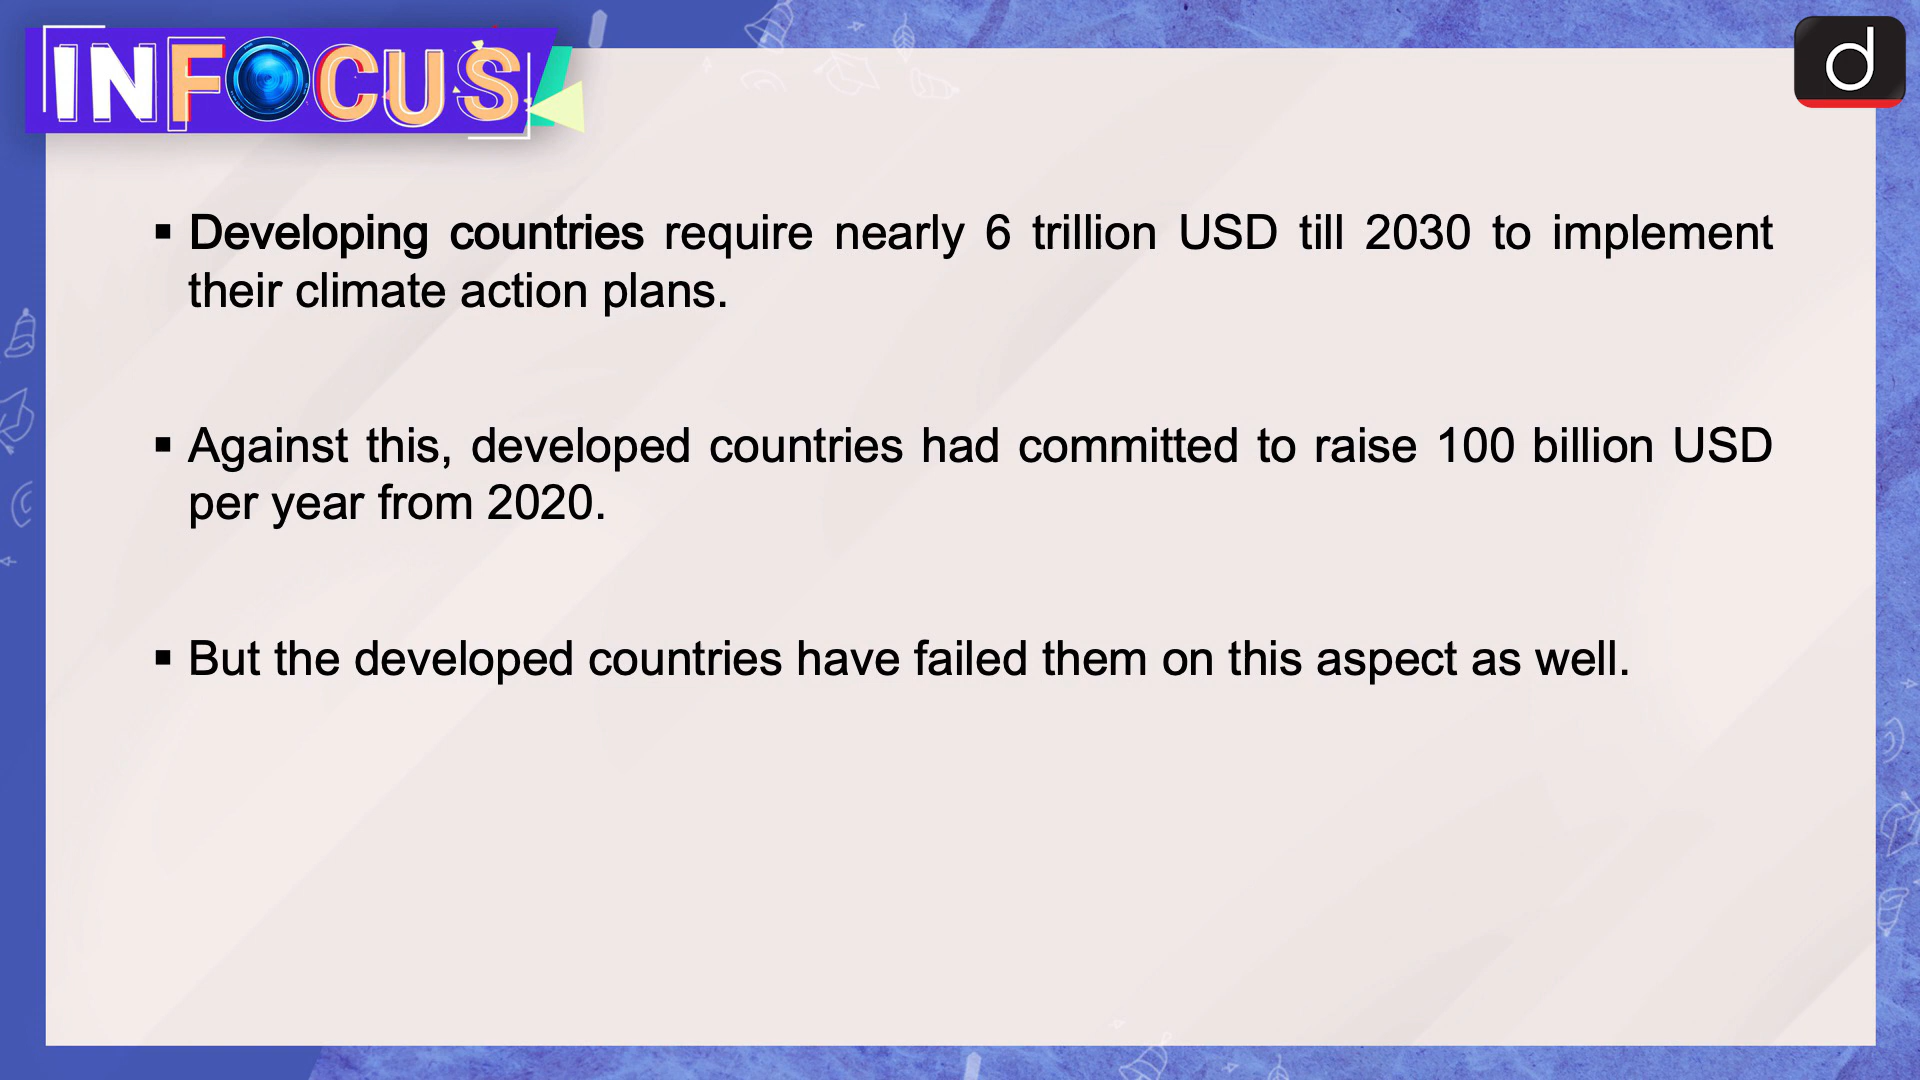 INFOCUS
d
▪ Developing countries require nearly 6 trillion USD till 2030 to implement
their climate action plans.
▪ Against this, developed countries had committed to raise 100 billion USD
per year from 2020.
▪ But the developed countries have failed them on this aspect as well.